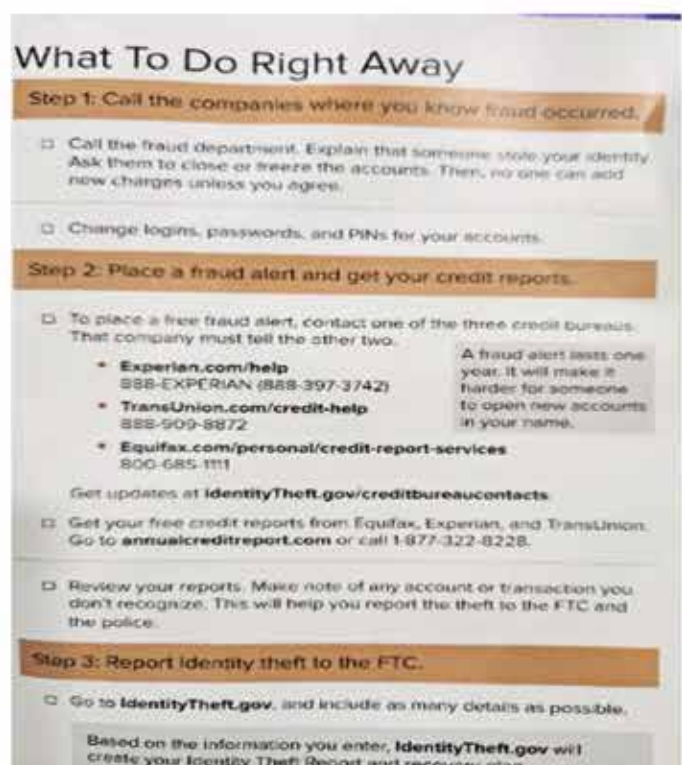 What To Do Right Away
Step 1: Call the companies where you know fraud occurred.
Call the fraud department. Explain that someone stole your identity.
Ask them to close or freeze the accounts. Then, no one can add
new charges unless you agree.
Change logins, passwords, and PINs for your accounts.
Step 2: Place a fraud alert and get your credit reports.
To place a free fraud alert, contact one of the three credit bureaus.
That company must tell the other two.
• Experian.com/help
888-EXPERIAN (888-397-3742)
• TransUnion.com/credit-help
888-909-8872
• Equifax.com/personal/credit-report-services
800-685-1111
A fraud alert lasts one
year. It will make it
harder for someone
to open new accounts
in your name.
Get updates at IdentityTheft.gov/creditbureaucontacts
Get your free credit reports from Equifax, Experian, and TransUnion.
Go to annualcreditreport.com or call 1-877-322-8228.
Review your reports. Make note of any account or transaction you
don't recognize. This will help you report the theft to the FTC and
the police.
Step 3: Report identity theft to the FTC.
Go to IdentityTheft.gov, and include as many details as possible.
Based on the information you enter, IdentityTheft.gov will
create your Identity Theft Report and recovery plan.